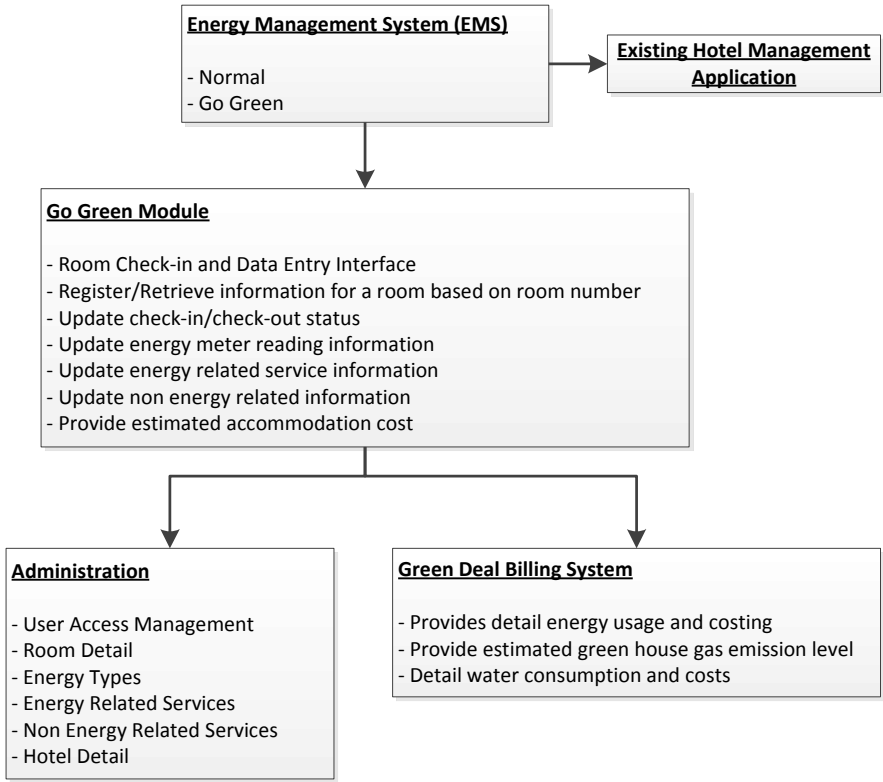 Energy Management System (EMS)
- Normal
- Go Green
Existing Hotel Management
Application
Go Green Module
- Room Check-in and Data Entry Interface
- Register/Retrieve information for a room based on room number
- Update check-in/check-out status
- Update energy meter reading information
- Update energy related service information
- Update non energy related information
- Provide estimated accommodation cost
Administration
- User Access Management
- Room Detail
- Energy Types
- Energy Related Services
- Non Energy Related Services
- Hotel Detail
Green Deal Billing System
- Provides detail energy usage and costing
- Provide estimated green house gas emission level
- Detail water consumption and costs